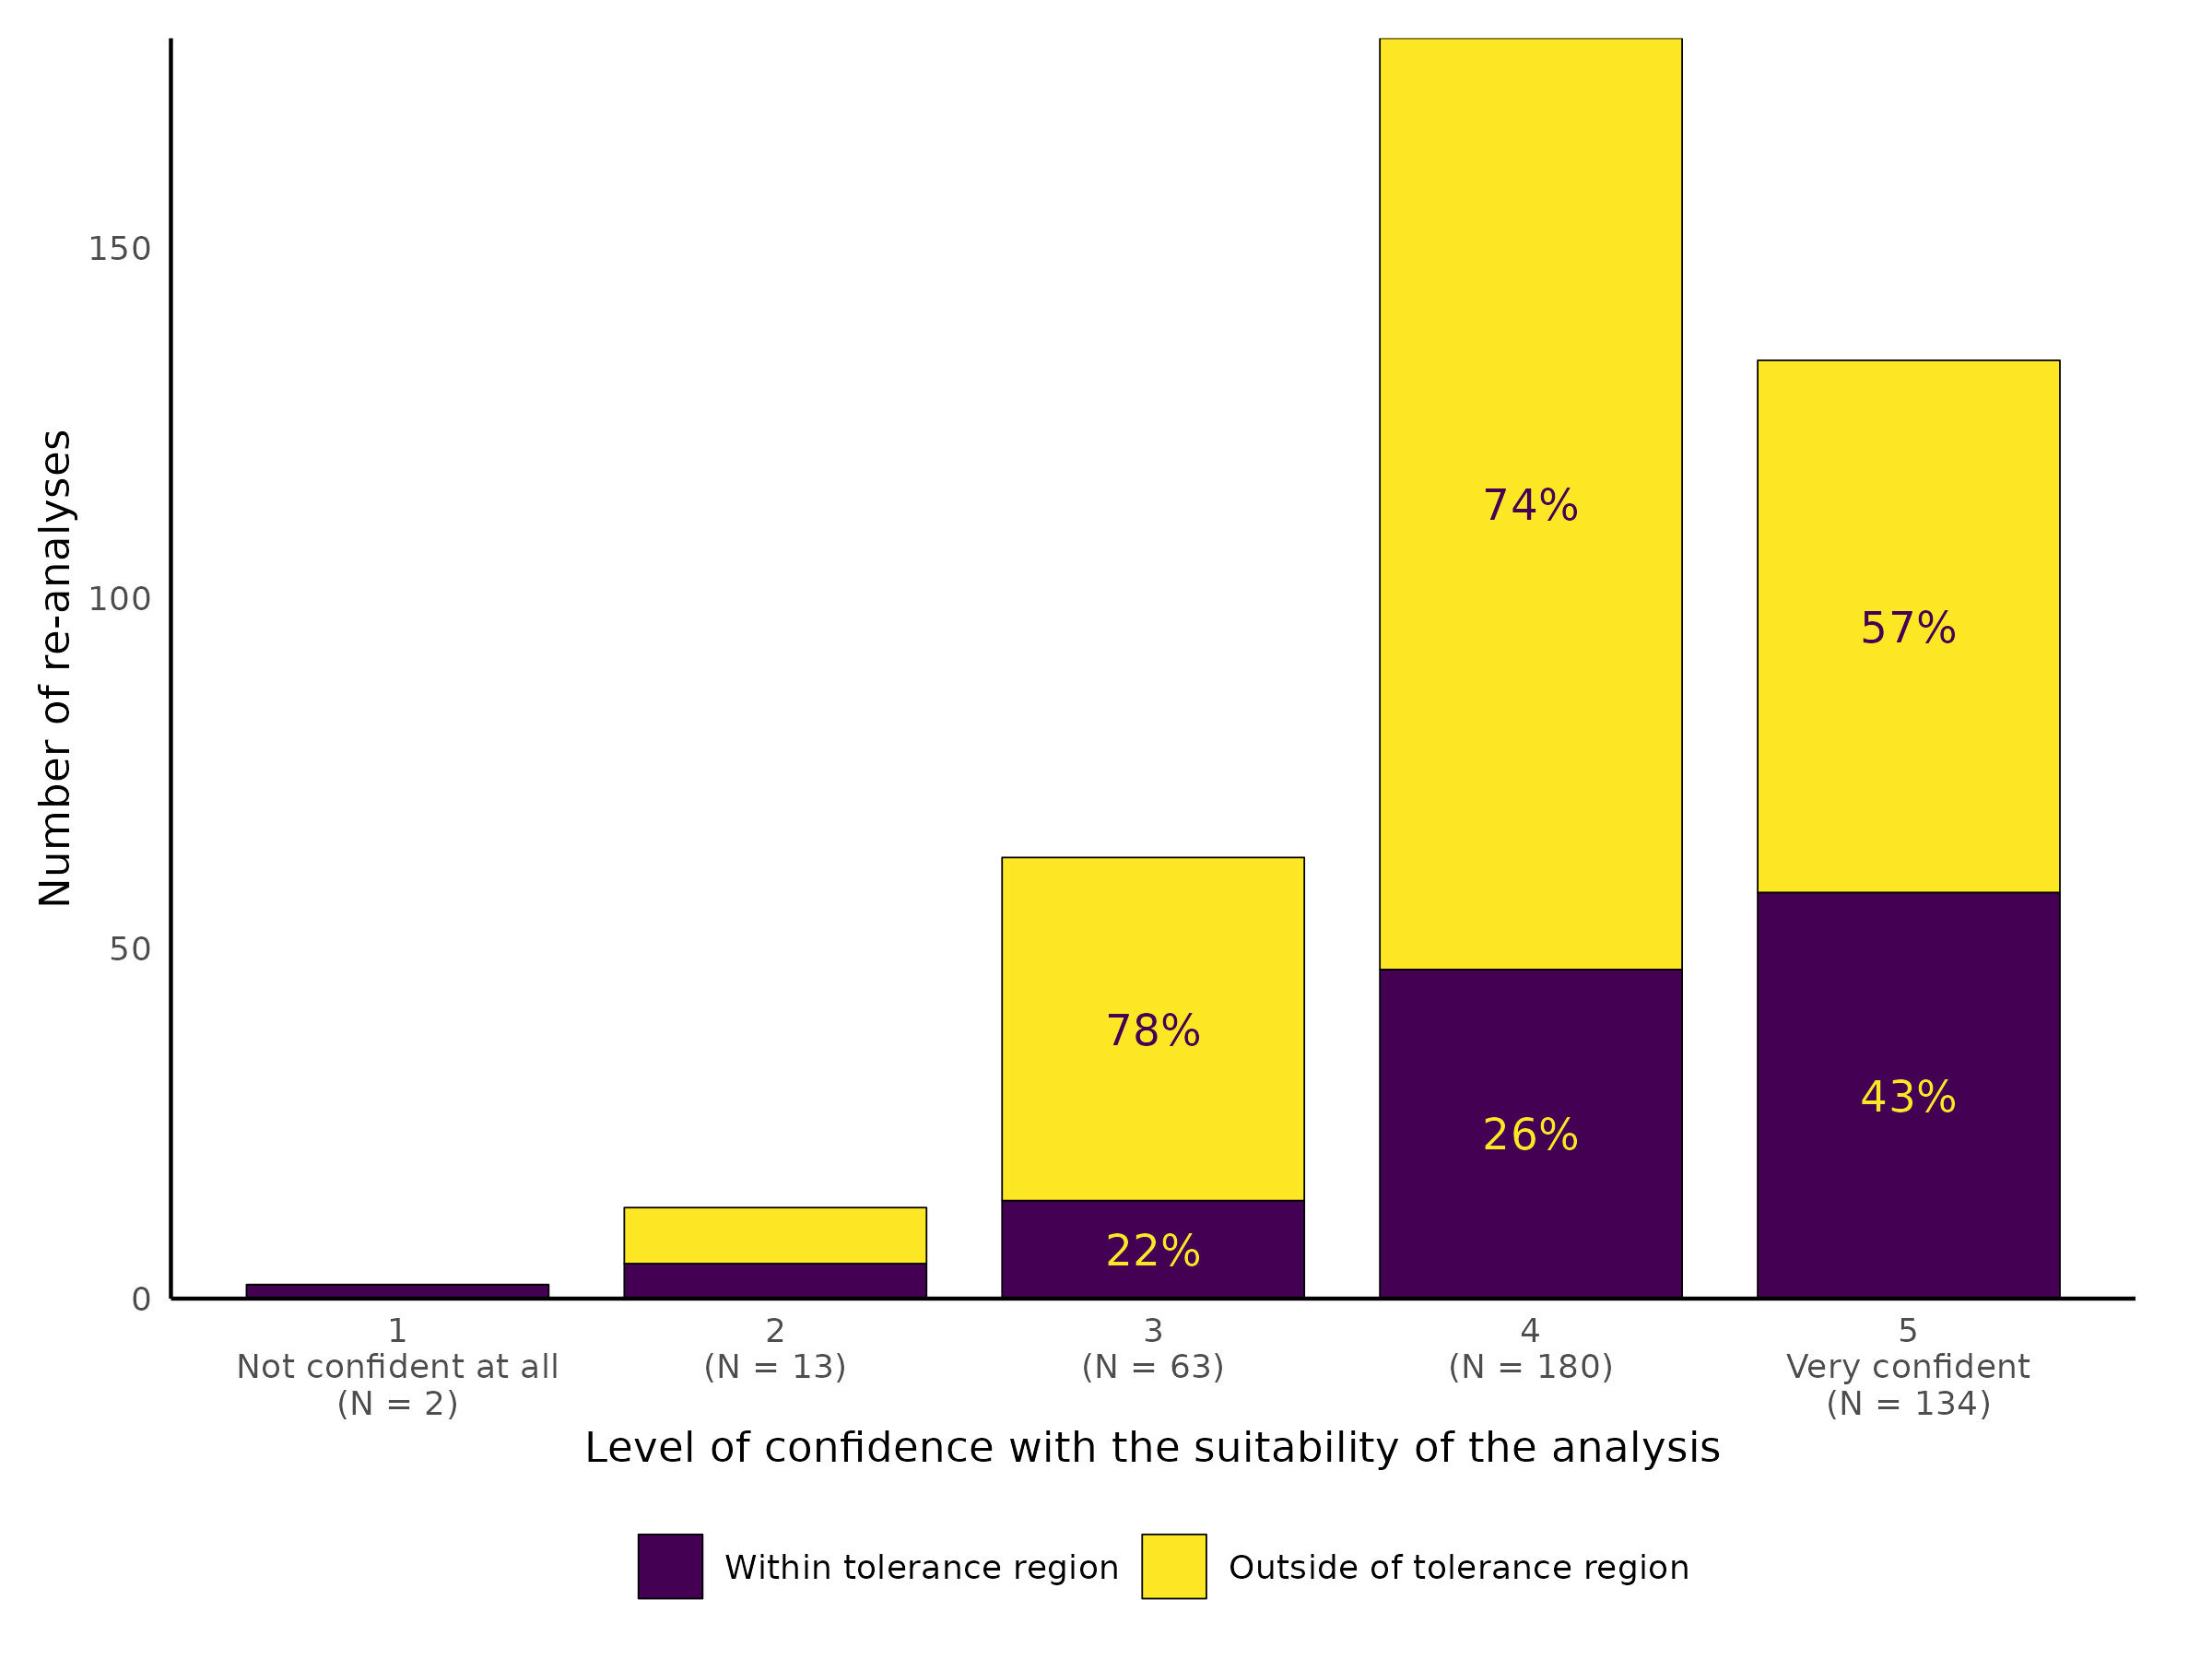 Number of re-analyses
150
100
50
0
74%
57%
78%
26%
43%
22%
1
Not confident at all
(N = 2)
2
(N = 13)
3
(N = 63)
4
(N = 180)
5
Very confident
(N = 134)
Level of confidence with the suitability of the analysis
Within tolerance region
Outside of tolerance region